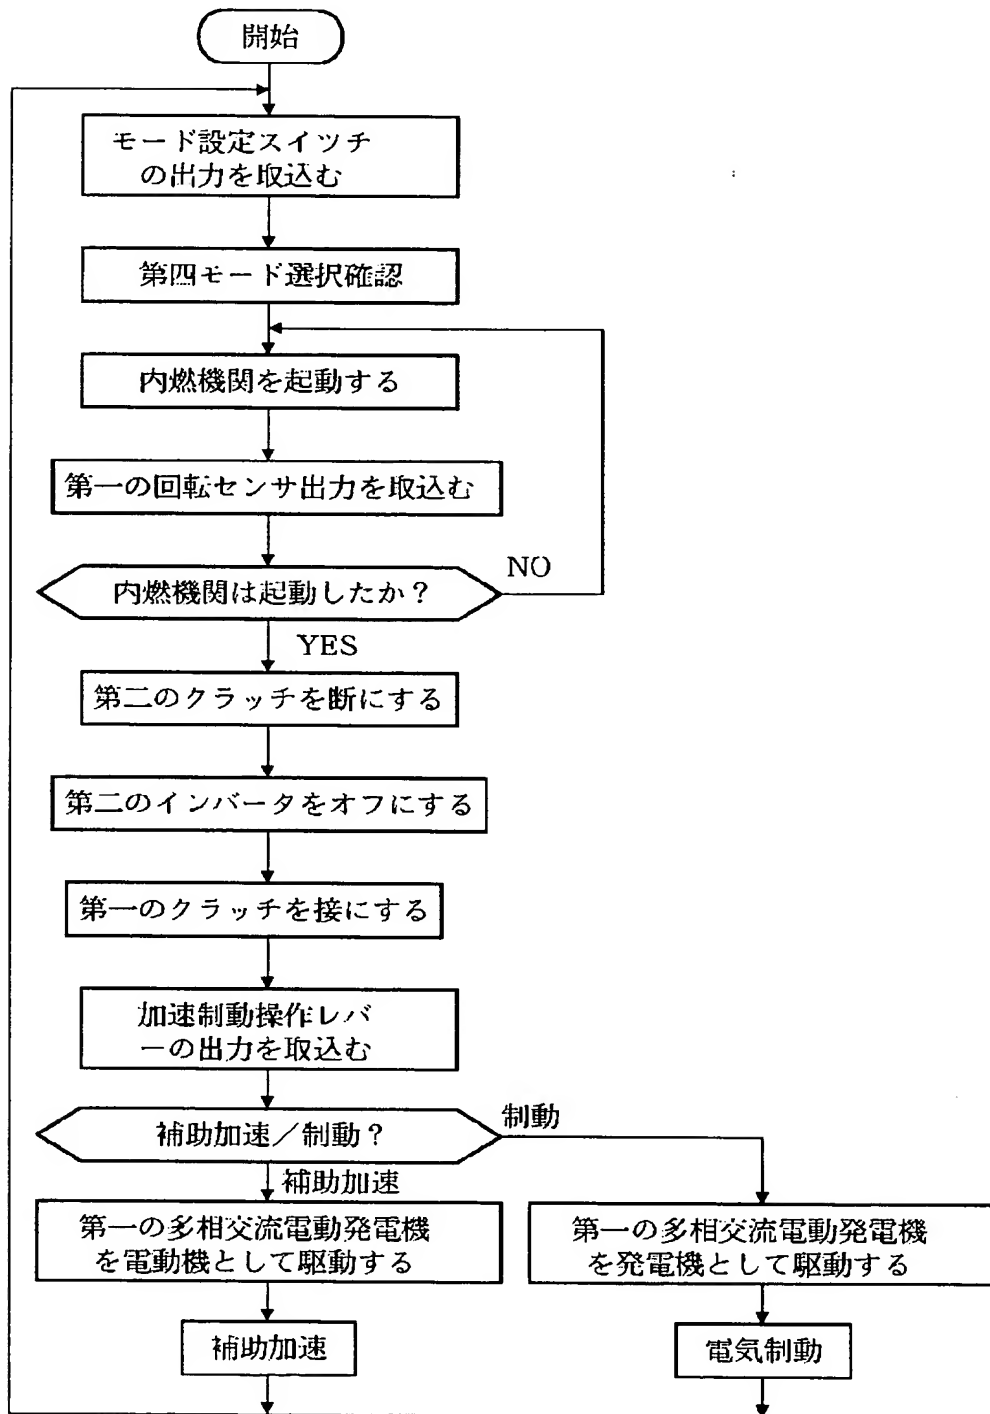 開始
モード設定スイッチ
の出力を取込む
第四モード選択確認
内燃機関を起動する
第一の回転センサ出力を取込む
内燃機関は起動したか？
NO
YES
第二のクラッチを断にする
第二のインバータをオフにする
第一のクラッチを接にする
加速制動操作レバ
ーの出力を取込む
補助加速／制動？
制動
補助加速
第一の多相交流電動発電機
を電動機として駆動する
第一の多相交流電動発電機
を発電機として駆動する
補助加速
電気制動